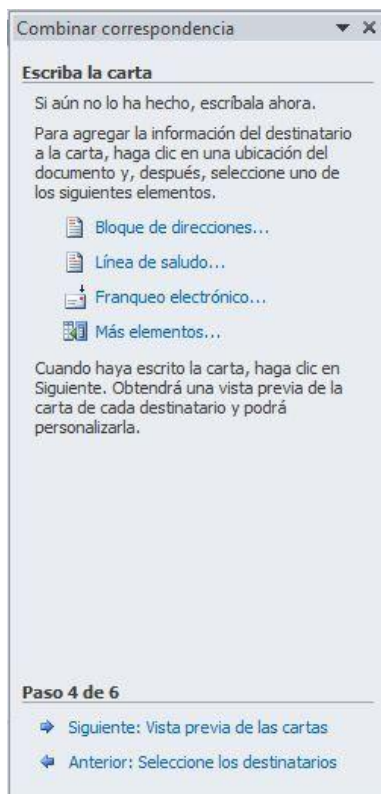 Combinar correspondencia
Escriba la carta
Si aún no lo ha hecho, escríbala ahora.
Para agregar la información del destinatario
a la carta, haga clic en una ubicación del
documento y, después, seleccione uno de
los siguientes elementos.
Bloque de direcciones...
Línea de saludo...
Franqueo electrónico...
Más elementos...
Cuando haya escrito la carta, haga clic en
Siguiente. Obtendrá una vista previa de la
carta de cada destinatario y podrá
personalizarla.
Paso 4 de 6
Siguiente: Vista previa de las cartas
Anterior: Seleccione los destinatarios